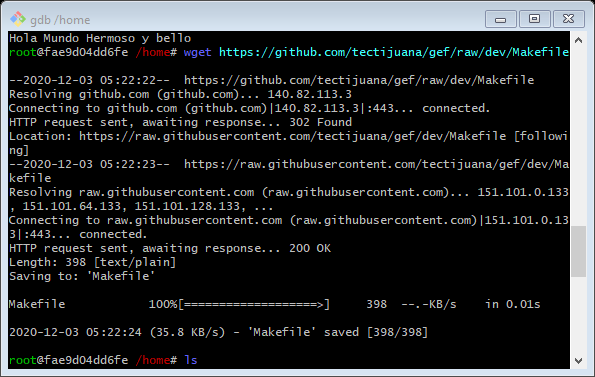 gdb /home
Hola Mundo Hermoso y bello
root@fae9d04dd6fe /home# wget https://github.com/tectijuana/gef/raw/dev/Makefile
--2020-12-03 05:22:22--  https://github.com/tectijuana/gef/raw/dev/Makefile
Resolving github.com (github.com)... 140.82.113.3
Connecting to github.com (github.com)|140.82.113.3|:443... connected.
HTTP request sent, awaiting response... 302 Found
Location: https://raw.githubusercontent.com/tectijuana/gef/dev/Makefile [followi
ng]
--2020-12-03 05:22:23--  https://raw.githubusercontent.com/tectijuana/gef/dev/Ma
kefile
Resolving raw.githubusercontent.com (raw.githubusercontent.com)... 151.101.0.133
, 151.101.64.133, 151.101.128.133, ...
Connecting to raw.githubusercontent.com (raw.githubusercontent.com)|151.101.0.13
3|:443... connected.
HTTP request sent, awaiting response... 200 OK
Length: 398 [text/plain]
Saving to: 'Makefile'
Makefile            100%[===================>]     398  --.-KB/s    in 0.01s
2020-12-03 05:22:24 (35.8 KB/s) - 'Makefile' saved [398/398]
root@fae9d04dd6fe /home# ls